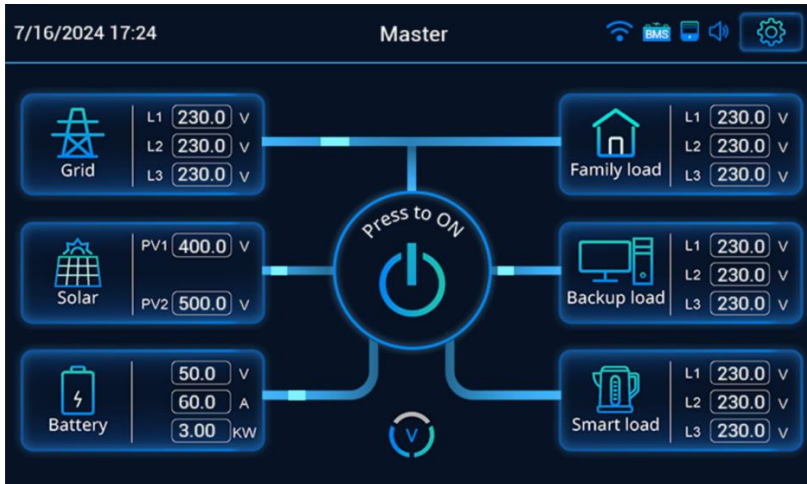 7/16/2024 17:24
Master
BMS
Grid
L1 230.0 V
L2 230.0 V
L3 230.0 V
Solar
PV1 400.0 V
PV2 500.0 V
Battery
50.0 V
60.0 A
3.00 KW
Press to ON
V
Family load
L1 230.0 V
L2 230.0 V
L3 230.0 V
Backup load
L1 230.0 V
L2 230.0 V
L3 230.0 V
Smart load
L1 230.0 V
L2 230.0 V
L3 230.0 V